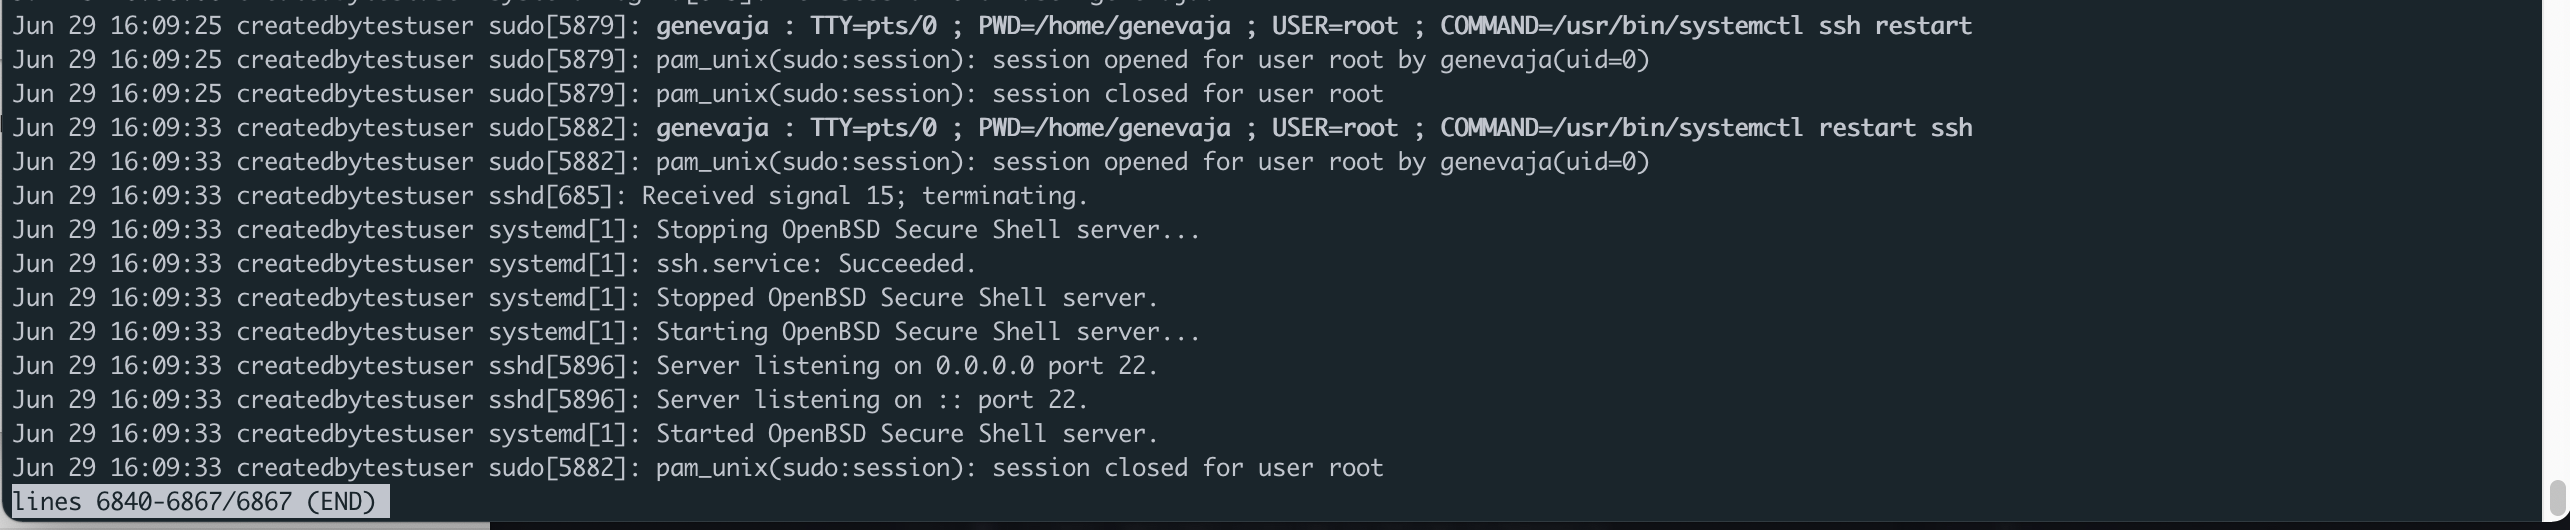 Jun 29 16:09:25 createdbytestuser sudo[5879]: genevaja : TTY=pts/0 ; PWD=/home/genevaja ; USER=root ; COMMAND=/usr/bin/systemctl ssh restart
Jun 29 16:09:25 createdbytestuser sudo[5879]: pam_unix(sudo:session): session opened for user root by genevaja(uid=0)
Jun 29 16:09:25 createdbytestuser sudo[5879]: pam_unix(sudo:session): session closed for user root
Jun 29 16:09:33 createdbytestuser sudo[5882]: genevaja : TTY=pts/0 ; PWD=/home/genevaja ; USER=root ; COMMAND=/usr/bin/systemctl restart ssh
Jun 29 16:09:33 createdbytestuser sudo[5882]: pam_unix(sudo:session): session opened for user root by genevaja(uid=0)
Jun 29 16:09:33 createdbytestuser sshd[685]: Received signal 15; terminating.
Jun 29 16:09:33 createdbytestuser systemd[1]: Stopping OpenBSD Secure Shell server...
Jun 29 16:09:33 createdbytestuser systemd[1]: ssh.service: Succeeded.
Jun 29 16:09:33 createdbytestuser systemd[1]: Stopped OpenBSD Secure Shell server.
Jun 29 16:09:33 createdbytestuser systemd[1]: Starting OpenBSD Secure Shell server...
Jun 29 16:09:33 createdbytestuser sshd[5896]: Server listening on 0.0.0.0 port 22.
Jun 29 16:09:33 createdbytestuser sshd[5896]: Server listening on :: port 22.
Jun 29 16:09:33 createdbytestuser systemd[1]: Started OpenBSD Secure Shell server.
Jun 29 16:09:33 createdbytestuser sudo[5882]: pam_unix(sudo:session): session closed for user root
lines 6840-6867/6867 (END)